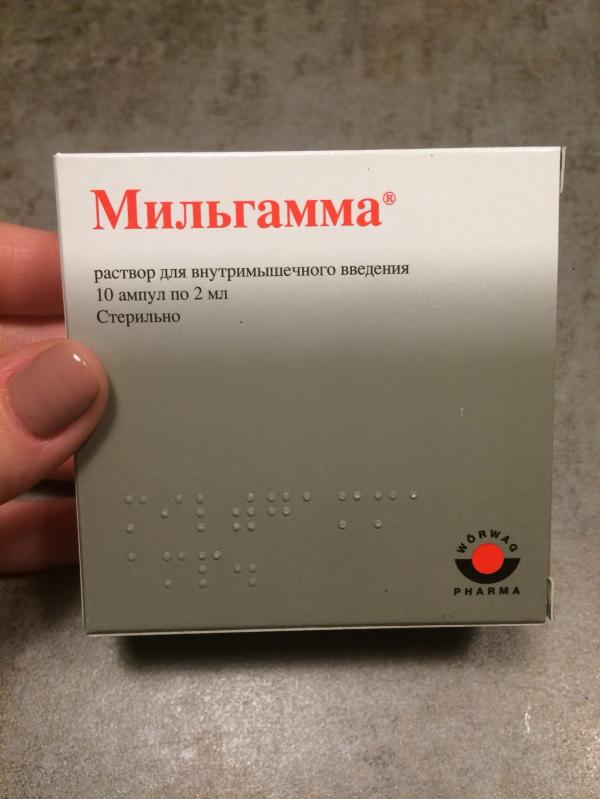 Мильгамма®
раствор для внутримышечного введения
10 ампул по 2 мл
Стерильно
WÖRWAG
PHARMA